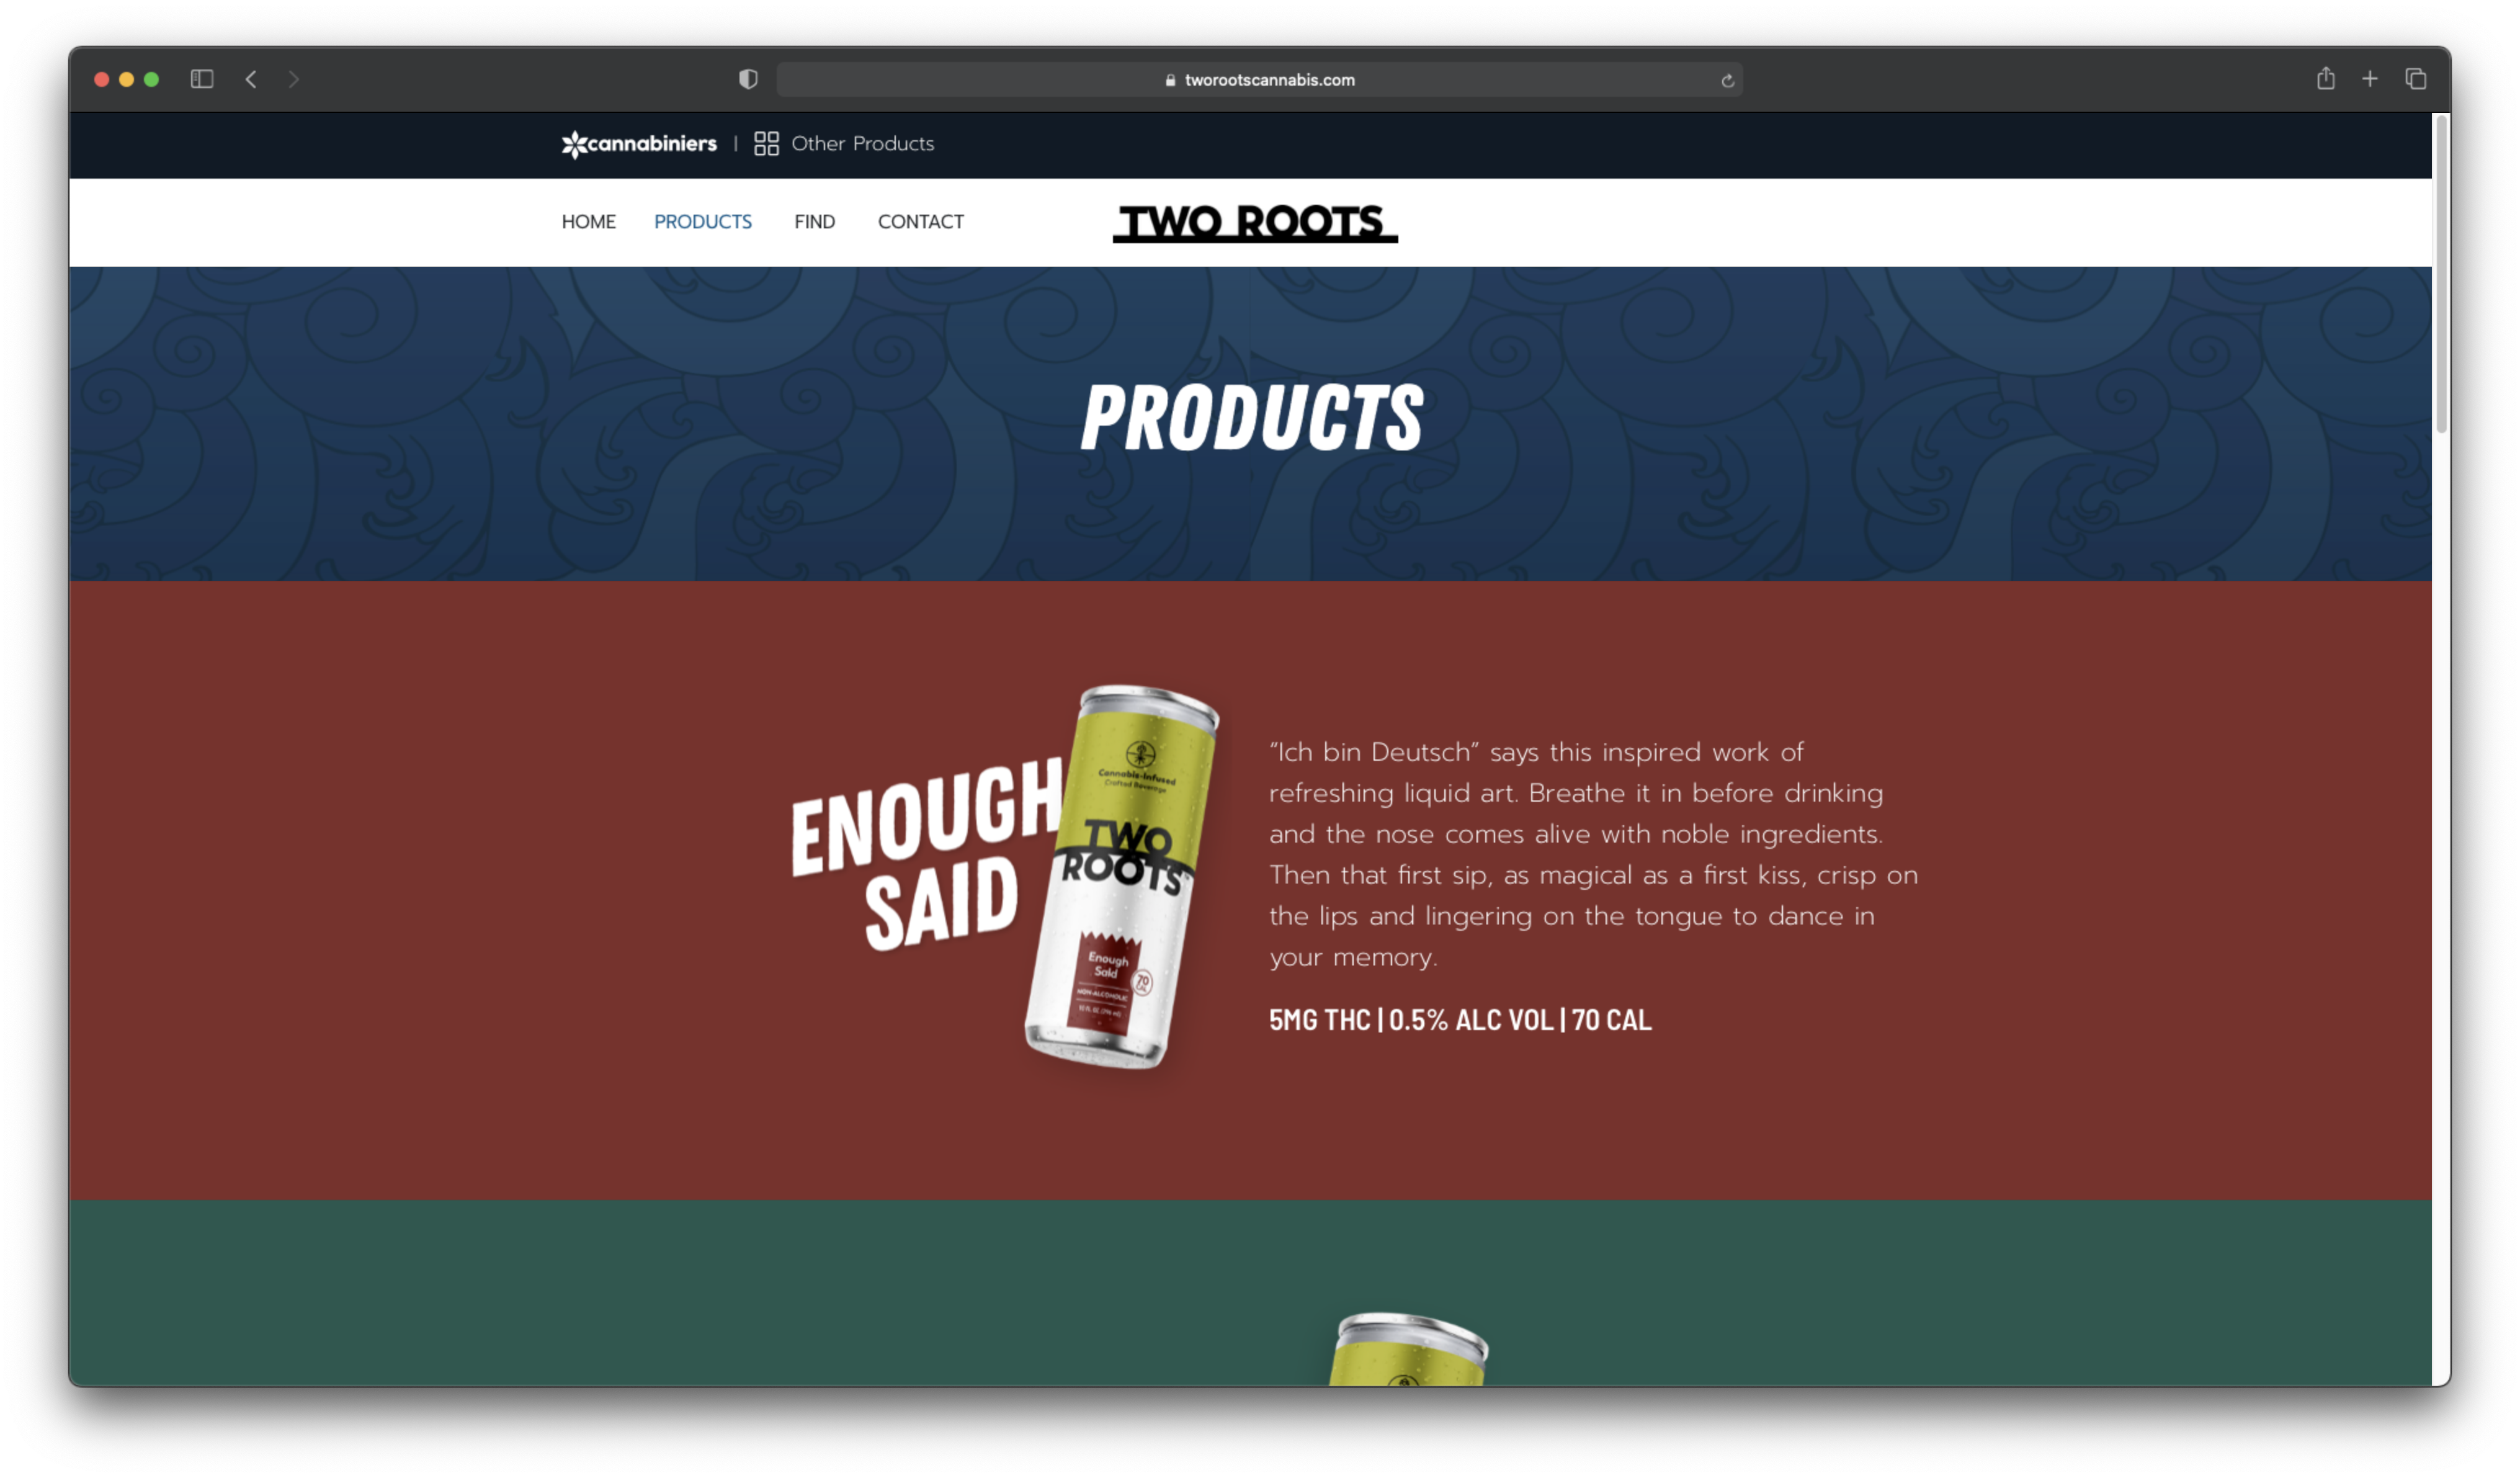 tworootscannabis.com
cannabiniers | Other Products
HOME PRODUCTS FIND CONTACT
TWO ROOTS
PRODUCTS
ENOUGH
SAID
Cannabis-Infused
Crafted Beverage
TWO
ROOTS
Enough
Said
70
CAL
NON-ALCOHOLIC
“Ich bin Deutsch” says this inspired work of
refreshing liquid art. Breathe it in before drinking
and the nose comes alive with noble ingredients.
Then that first sip, as magical as a first kiss, crisp on
the lips and lingering on the tongue to dance in
your memory.
5MG THC | 0.5% ALC VOL | 70 CAL